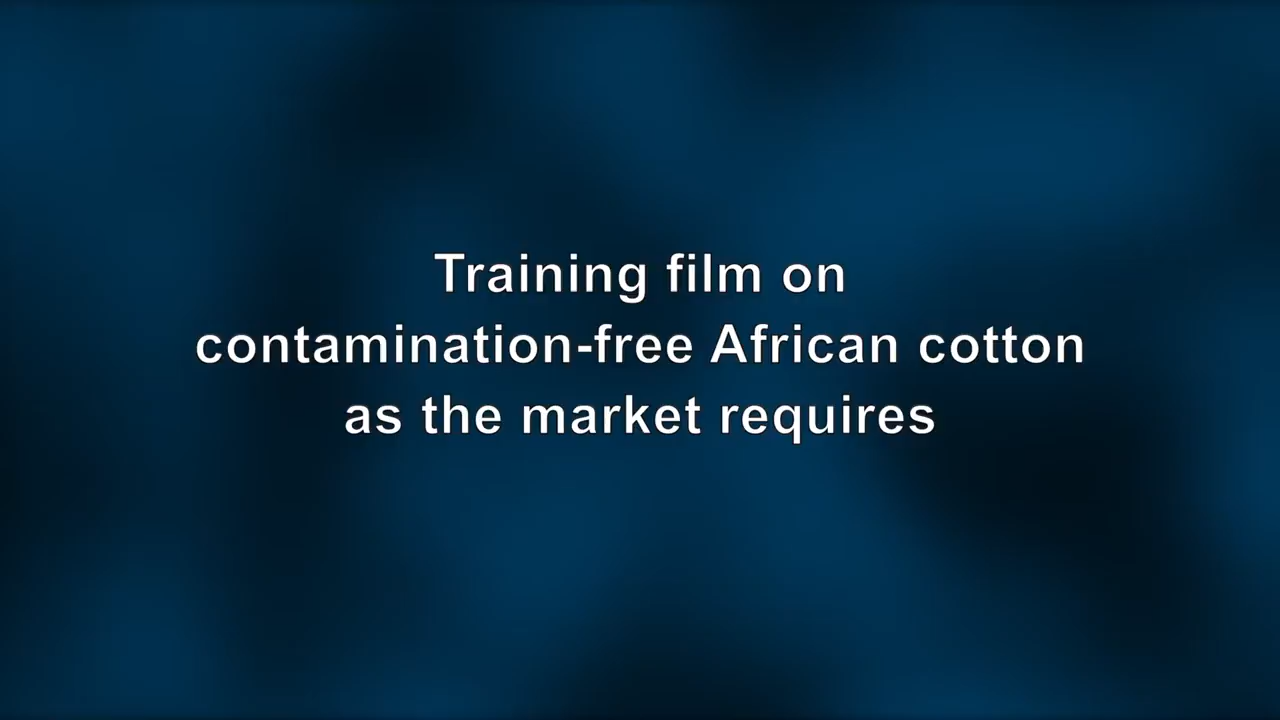 Training film on
contamination-free African cotton
as the market requires